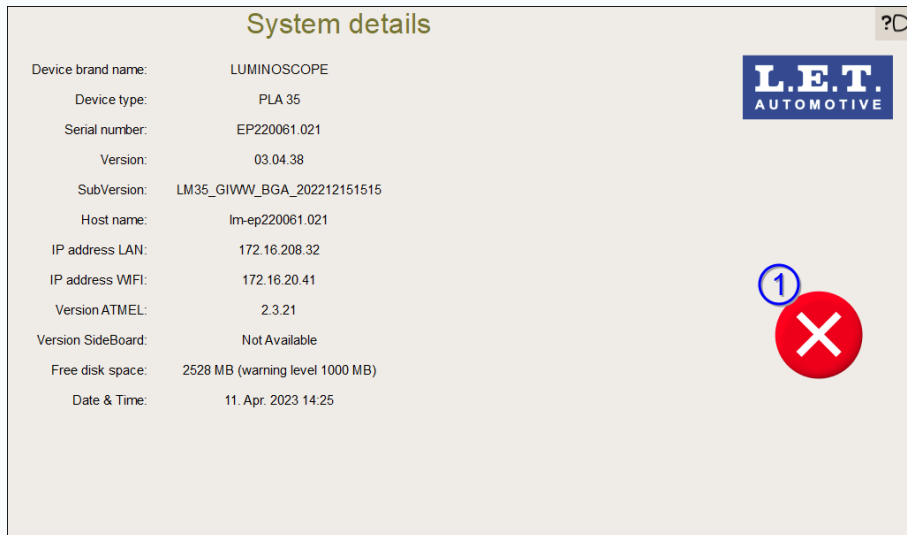 System details
?
Device brand name: LUMINOSCOPE
Device type: PLA 35
Serial number: EP220061.021
Version: 03.04.38
SubVersion: LM35_GIWW_BGA_202212151515
Host name: lm-ep220061.021
IP address LAN: 172.16.208.32
IP address WIFI: 172.16.20.41
Version ATMEL: 2.3.21
Version SideBoard: Not Available
Free disk space: 2528 MB (warning level 1000 MB)
Date & Time: 11. Apr. 2023 14:25
L.E.T.
AUTOMOTIVE
1